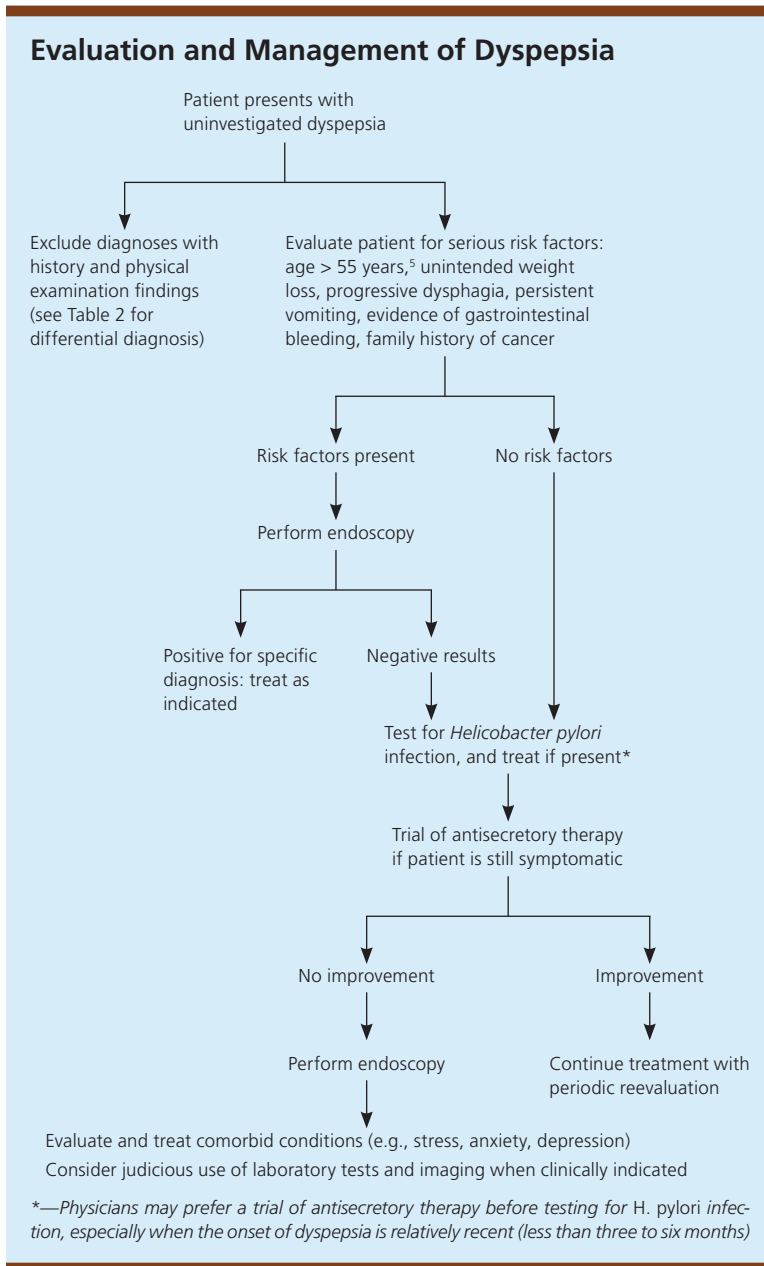 Evaluation and Management of Dyspepsia
Patient presents with
uninvestigated dyspepsia
Exclude diagnoses with
history and physical
examination findings
(see Table 2 for
differential diagnosis)
Evaluate patient for serious risk factors:
age > 55 years,⁵ unintended weight
loss, progressive dysphagia, persistent
vomiting, evidence of gastrointestinal
bleeding, family history of cancer
Risk factors present
No risk factors
Perform endoscopy
Positive for specific
diagnosis: treat as
indicated
Negative results
Test for Helicobacter pylori
infection, and treat if present*
Trial of antisecretory therapy
if patient is still symptomatic
No improvement
Improvement
Perform endoscopy
Continue treatment with
periodic reevaluation
Evaluate and treat comorbid conditions (e.g., stress, anxiety, depression)
Consider judicious use of laboratory tests and imaging when clinically indicated
*—Physicians may prefer a trial of antisecretory therapy before testing for H. pylori infec-
tion, especially when the onset of dyspepsia is relatively recent (less than three to six months)